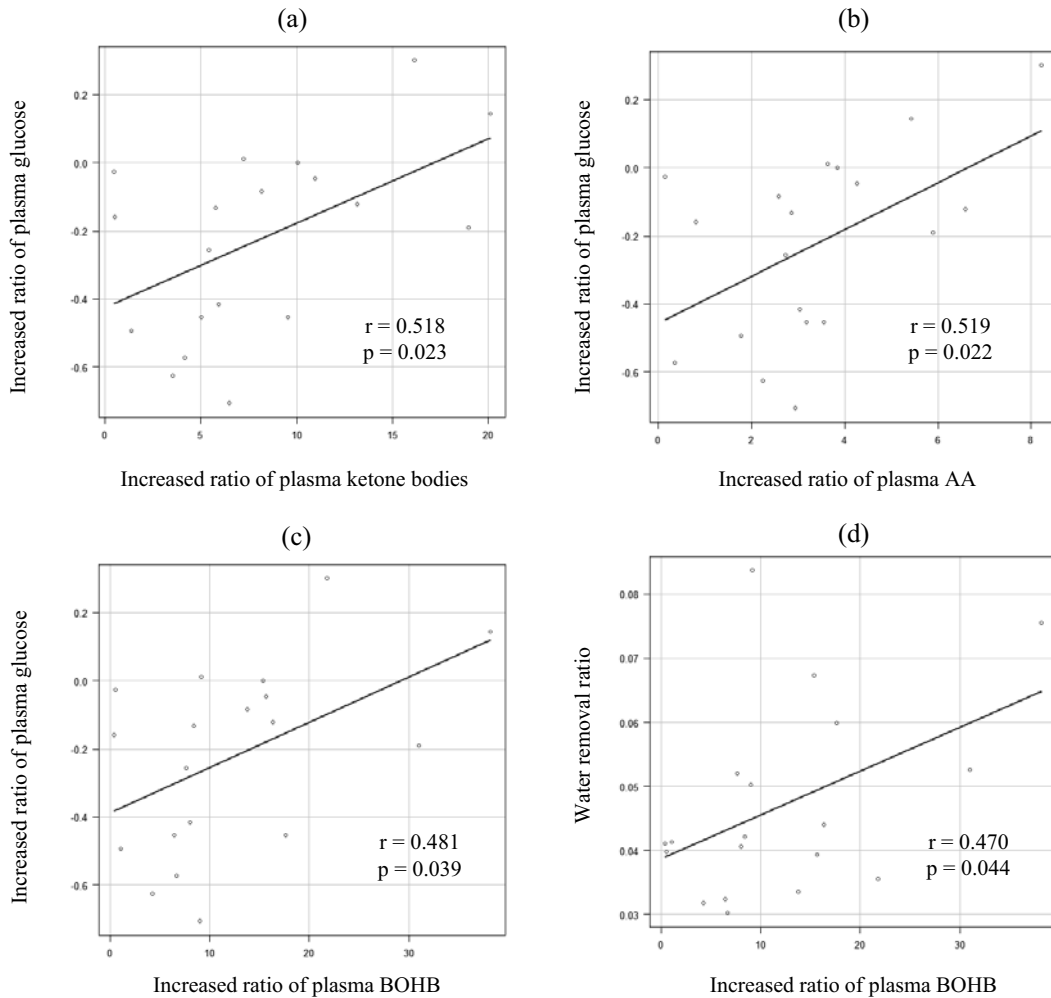 (a)
Increased ratio of plasma glucose
0.2
0.0
-0.2
-0.4
-0.6
r = 0.518
p = 0.023
0 5 10 15 20
Increased ratio of plasma ketone bodies
(b)
Increased ratio of plasma glucose
0.2
0.0
-0.2
-0.4
-0.6
r = 0.519
p = 0.022
0 2 4 6 8
Increased ratio of plasma AA
(c)
Increased ratio of plasma glucose
0.2
0.0
-0.2
-0.4
-0.6
r = 0.481
p = 0.039
0 10 20 30
Increased ratio of plasma BOHB
(d)
Water removal ratio
0.08
0.07
0.06
0.05
0.04
0.03
r = 0.470
p = 0.044
0 10 20 30
Increased ratio of plasma BOHB